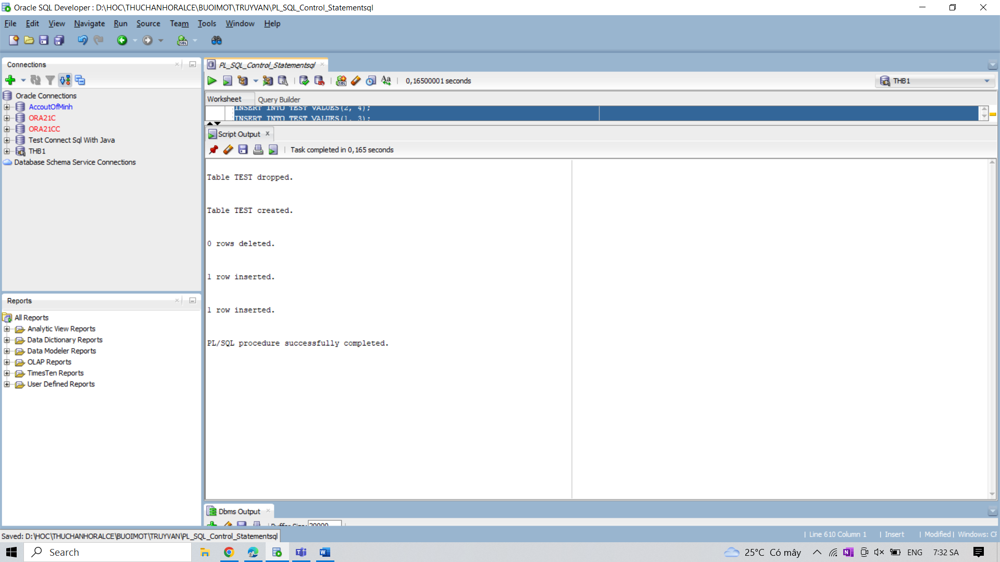 Oracle SQL Developer : D:\HOC\THUCHANHORALCE\BUOIMOT\TRUYVAN\PL_SQL_Control_Statementsql
File Edit View Navigate Run Source Team Tools Window Help
Connections
Oracle Connections
AccoutOfMinh
ORA21C
ORA21CC
Test Connect Sql With Java
THB1
Database Schema Service Connections
Reports
All Reports
Analytic View Reports
Data Dictionary Reports
Data Modeler Reports
OLAP Reports
TimesTen Reports
User Defined Reports
PL_SQL_Control_Statementsql
0,16500001 seconds
THB1
Worksheet Query Builder
INSERT INTO TEST VALUES(2, 4);
INSERT INTO TEST VALUES(1, 3);
Script Output
Task completed in 0,165 seconds
Table TEST dropped.
Table TEST created.
0 rows deleted.
1 row inserted.
1 row inserted.
PL/SQL procedure successfully completed.
Dbms Output
Buffer Size: 20000
Saved: D:\HOC\THUCHANHORALCE\BUOIMOT\TRUYVAN\PL_SQL_Control_Statementsql
| Line 610 Column 1 | Insert | Modified | Windows: CF
Search
25°C Có mây
ENG
7:32 SA